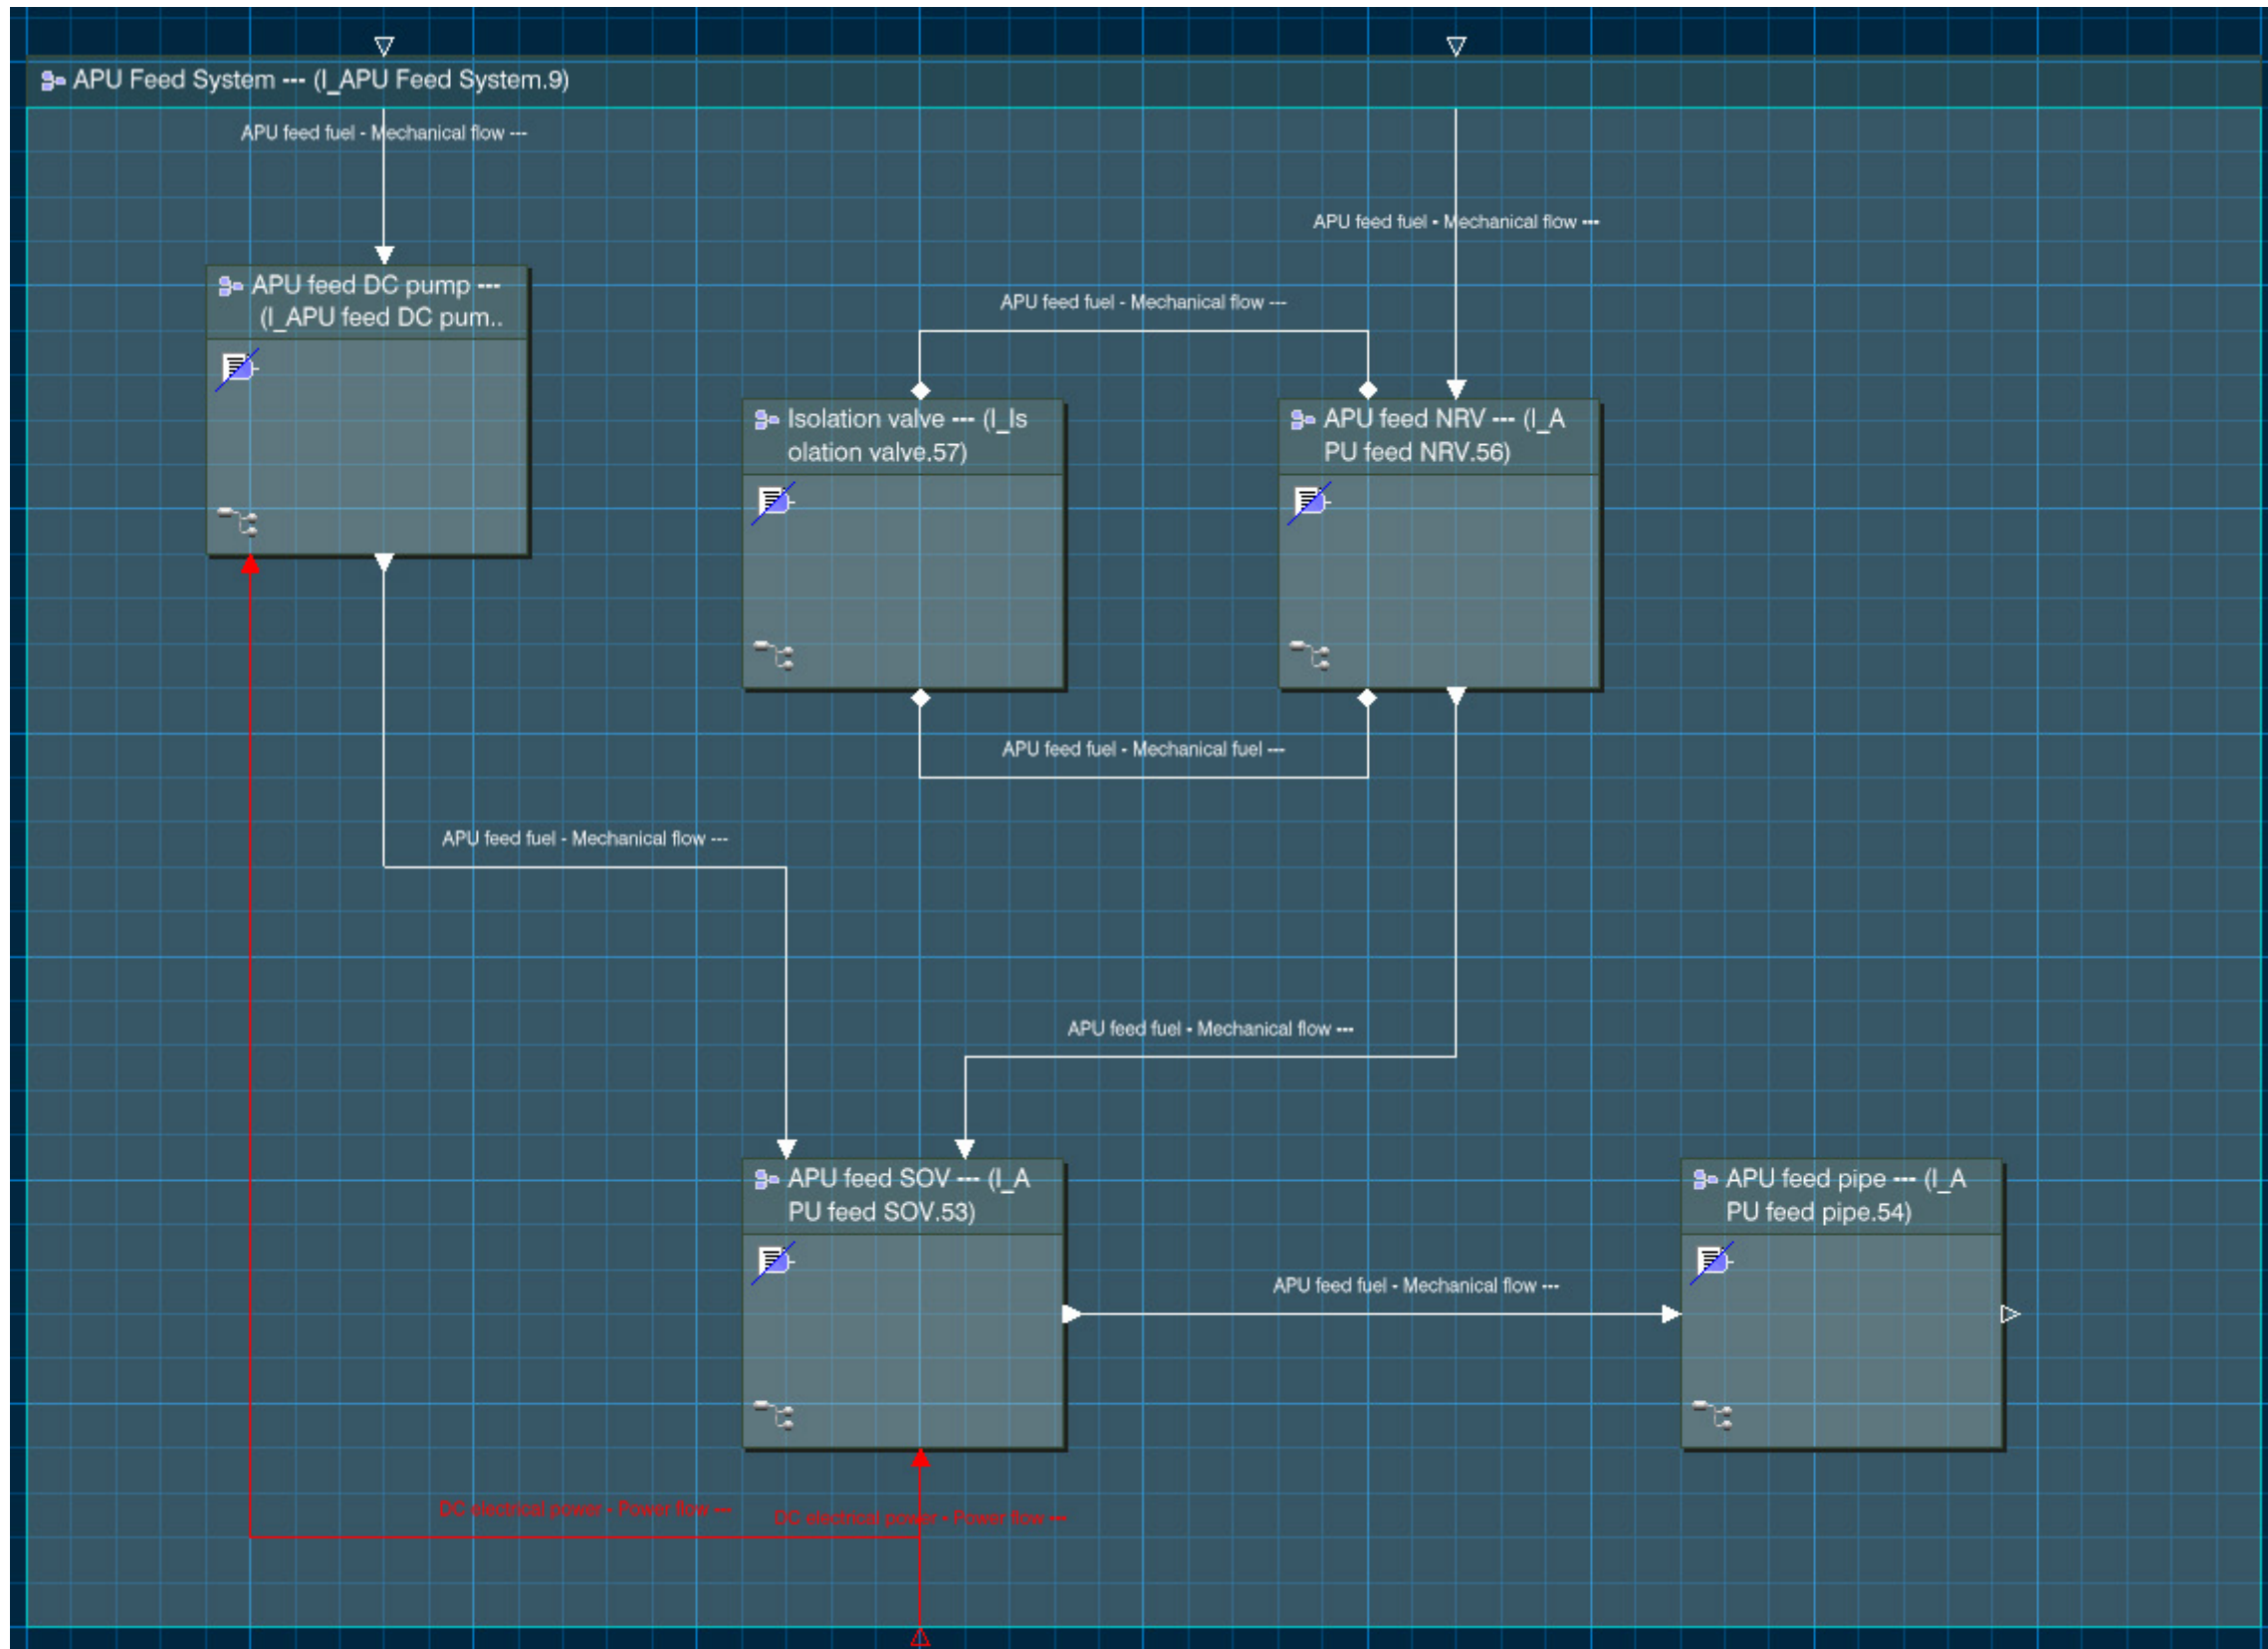 APU Feed System --- (I_APU Feed System.9)
APU feed fuel - Mechanical flow ---
APU feed fuel - Mechanical flow ---
APU feed DC pump ---
(I_APU feed DC pum..
APU feed fuel - Mechanical flow ---
Isolation valve --- (I_Is
olation valve.57)
APU feed NRV --- (I_A
PU feed NRV.56)
APU feed fuel - Mechanical fuel ---
APU feed fuel - Mechanical flow ---
APU feed fuel - Mechanical flow ---
APU feed SOV --- (I_A
PU feed SOV.53)
APU feed pipe --- (I_A
PU feed pipe.54)
APU feed fuel - Mechanical flow ---
DC electrical power - Power flow ---
DC electrical power - Power flow ---